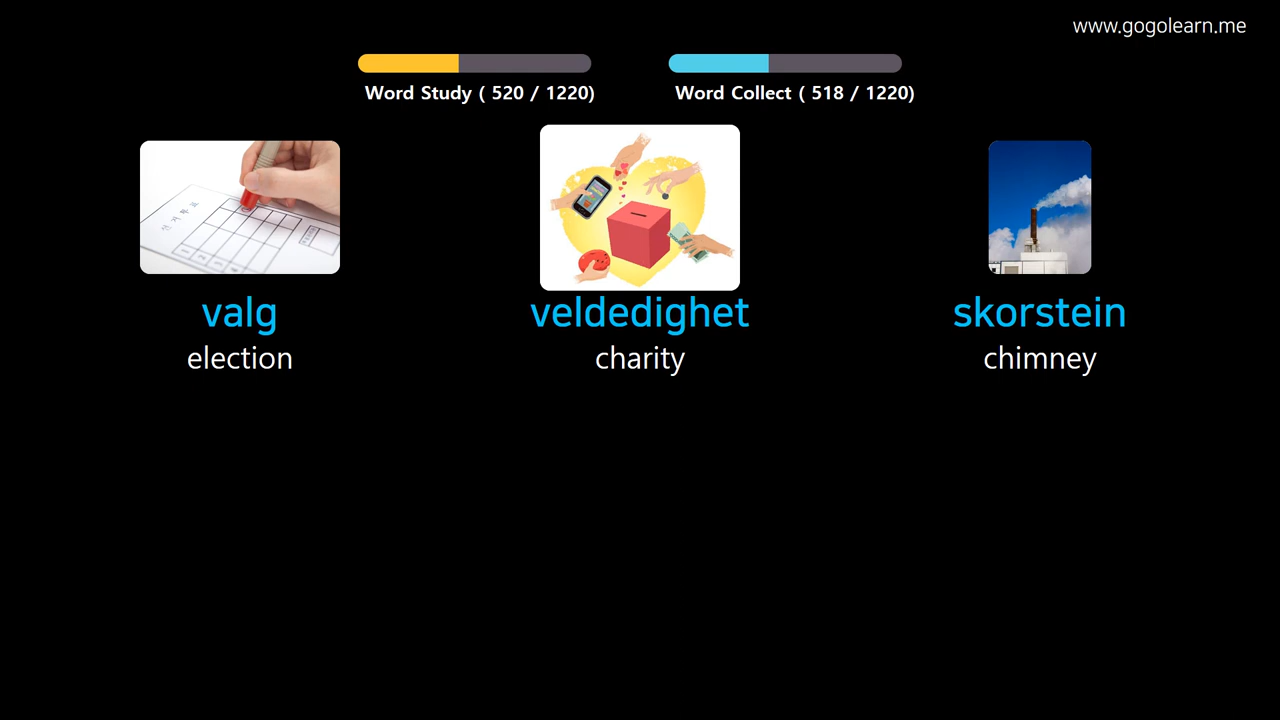 www.gogolearn.me
Word Study ( 520 / 1220)
Word Collect ( 518 / 1220)
valg
veldedighet
skorstein
election
charity
chimney